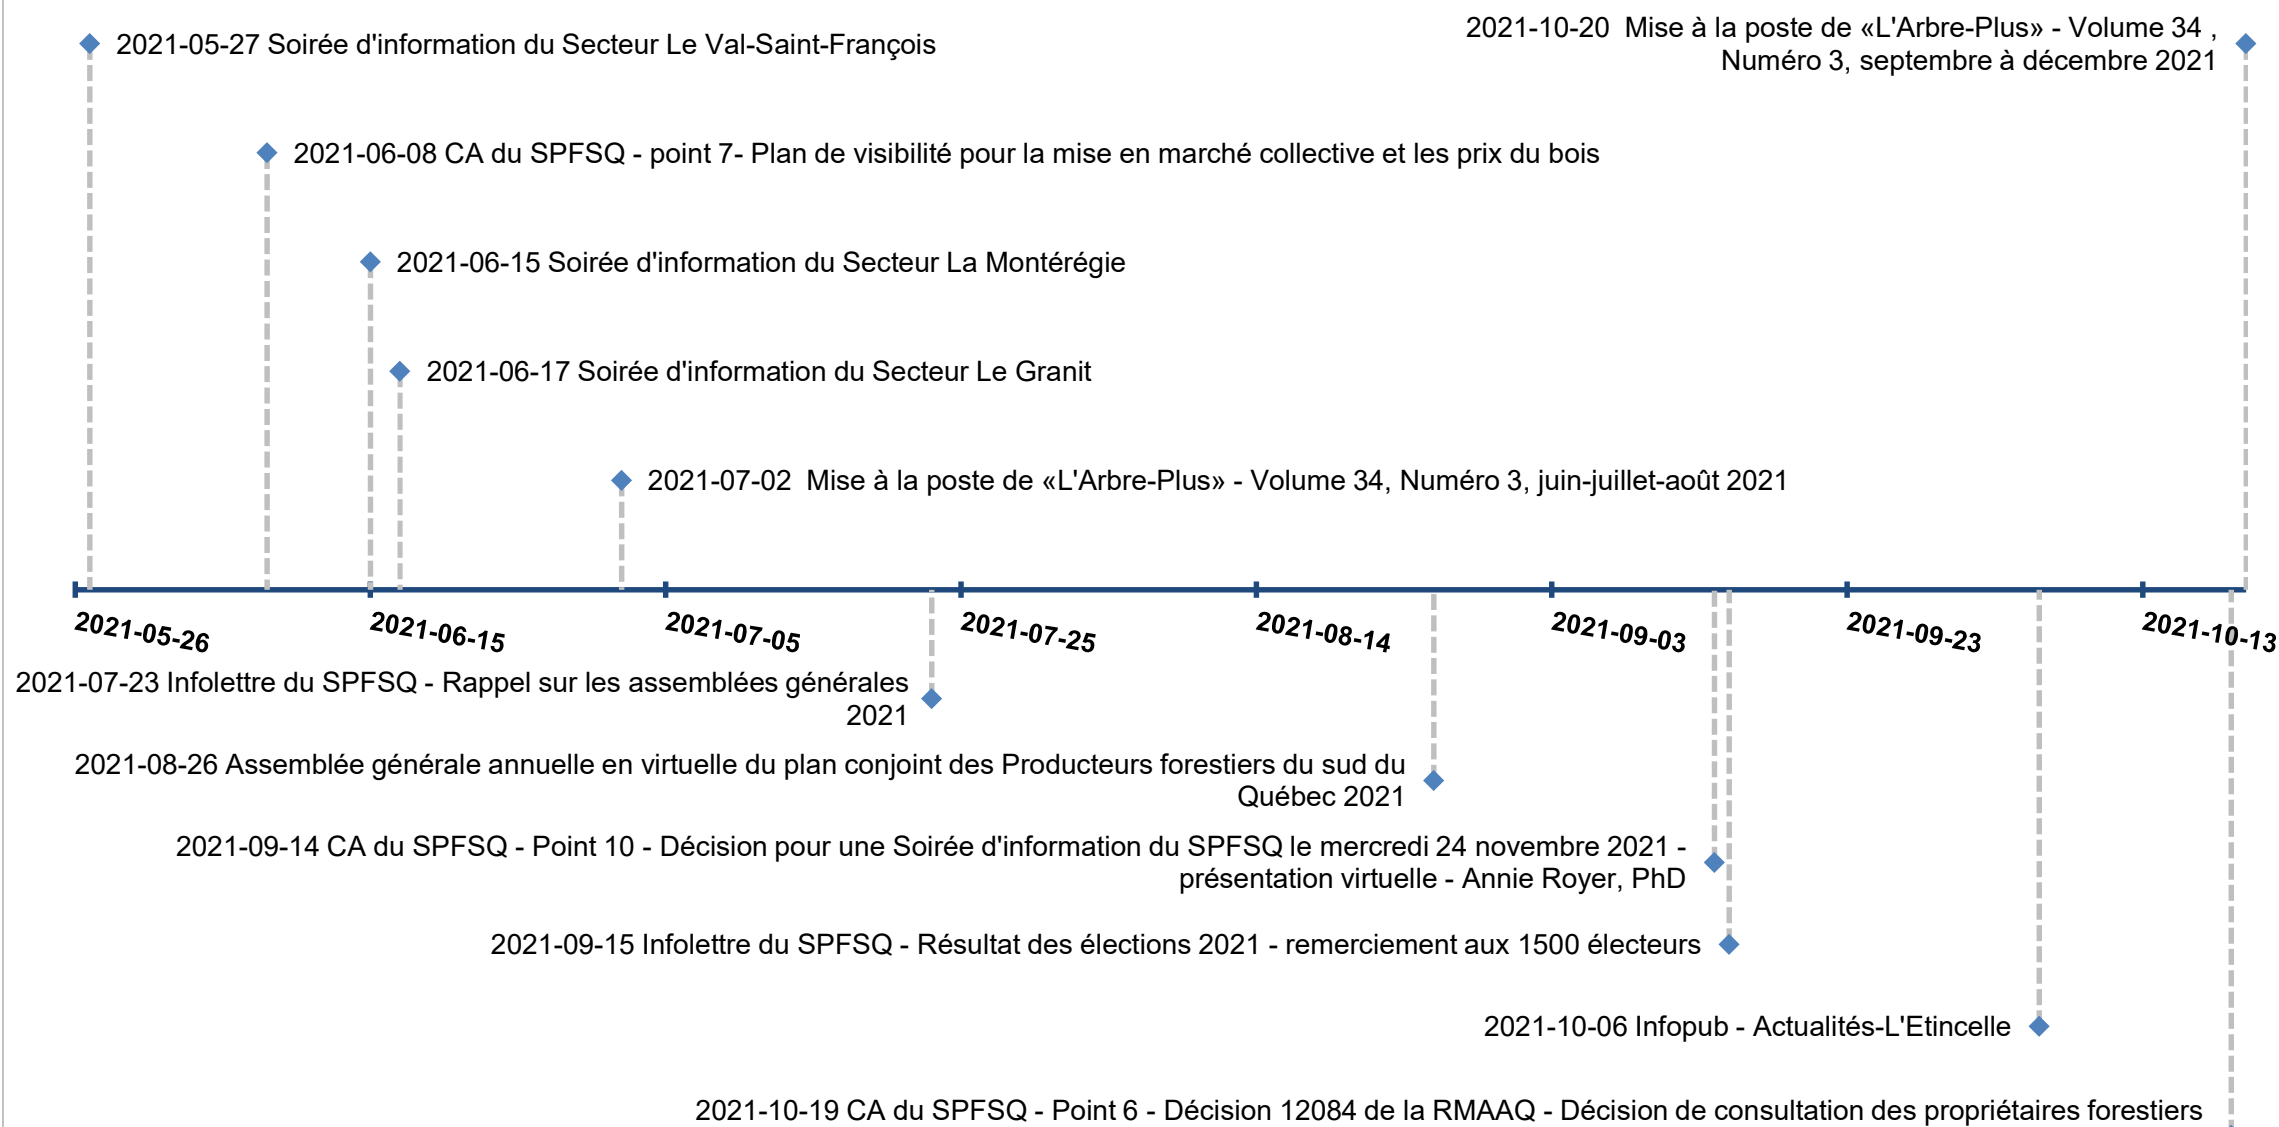 2021-05-27 Soirée d'information du Secteur Le Val-Saint-François
2021-10-20  Mise à la poste de «L'Arbre-Plus» - Volume 34 ,
Numéro 3, septembre à décembre 2021
2021-06-08 CA du SPFSQ - point 7- Plan de visibilité pour la mise en marché collective et les prix du bois
2021-06-15 Soirée d'information du Secteur La Montérégie
2021-06-17 Soirée d'information du Secteur Le Granit
2021-07-02  Mise à la poste de «L'Arbre-Plus» - Volume 34, Numéro 3, juin-juillet-août 2021
2021-05-26
2021-06-15
2021-07-05
2021-07-25
2021-08-14
2021-09-03
2021-09-23
2021-10-13
2021-07-23 Infolettre du SPFSQ - Rappel sur les assemblées générales
2021
2021-08-26 Assemblée générale annuelle en virtuelle du plan conjoint des Producteurs forestiers du sud du
Québec 2021
2021-09-14 CA du SPFSQ - Point 10 - Décision pour une Soirée d'information du SPFSQ le mercredi 24 novembre 2021 -
présentation virtuelle - Annie Royer, PhD
2021-09-15 Infolettre du SPFSQ - Résultat des élections 2021 - remerciement aux 1500 électeurs
2021-10-06 Infopub - Actualités-L'Etincelle
2021-10-19 CA du SPFSQ - Point 6 - Décision 12084 de la RMAAQ - Décision de consultation des propriétaires forestiers